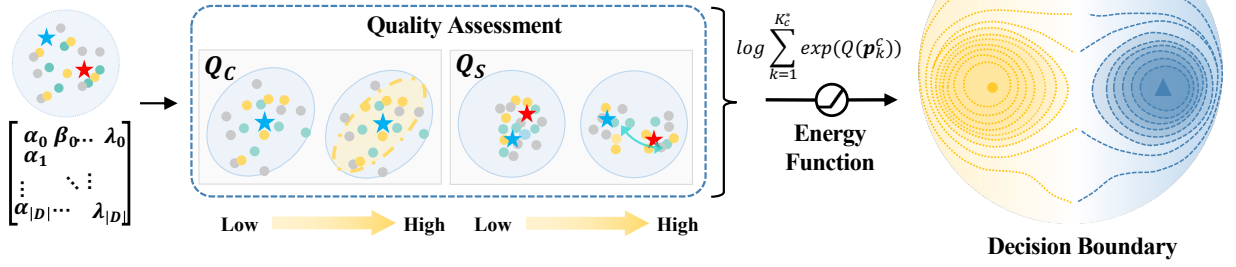 Quality Assessment
Q_C
Q_S
α_0 β_0... λ_0
α_1
⋮ ⋱ ⋮
α_|D| ... λ_|D|
Low High
Low High
log ∑_{k=1}^{K_c^*} exp(Q(p_k^c))
Energy
Function
Decision Boundary